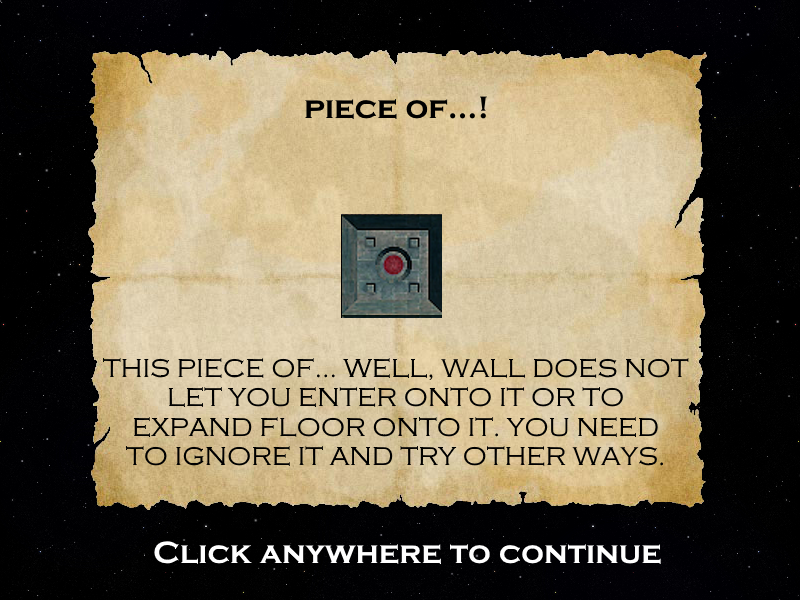 PIECE OF...!
THIS PIECE OF... WELL, WALL DOES NOT
LET YOU ENTER ONTO IT OR TO
EXPAND FLOOR ONTO IT. YOU NEED
TO IGNORE IT AND TRY OTHER WAYS.
CLICK ANYWHERE TO CONTINUE